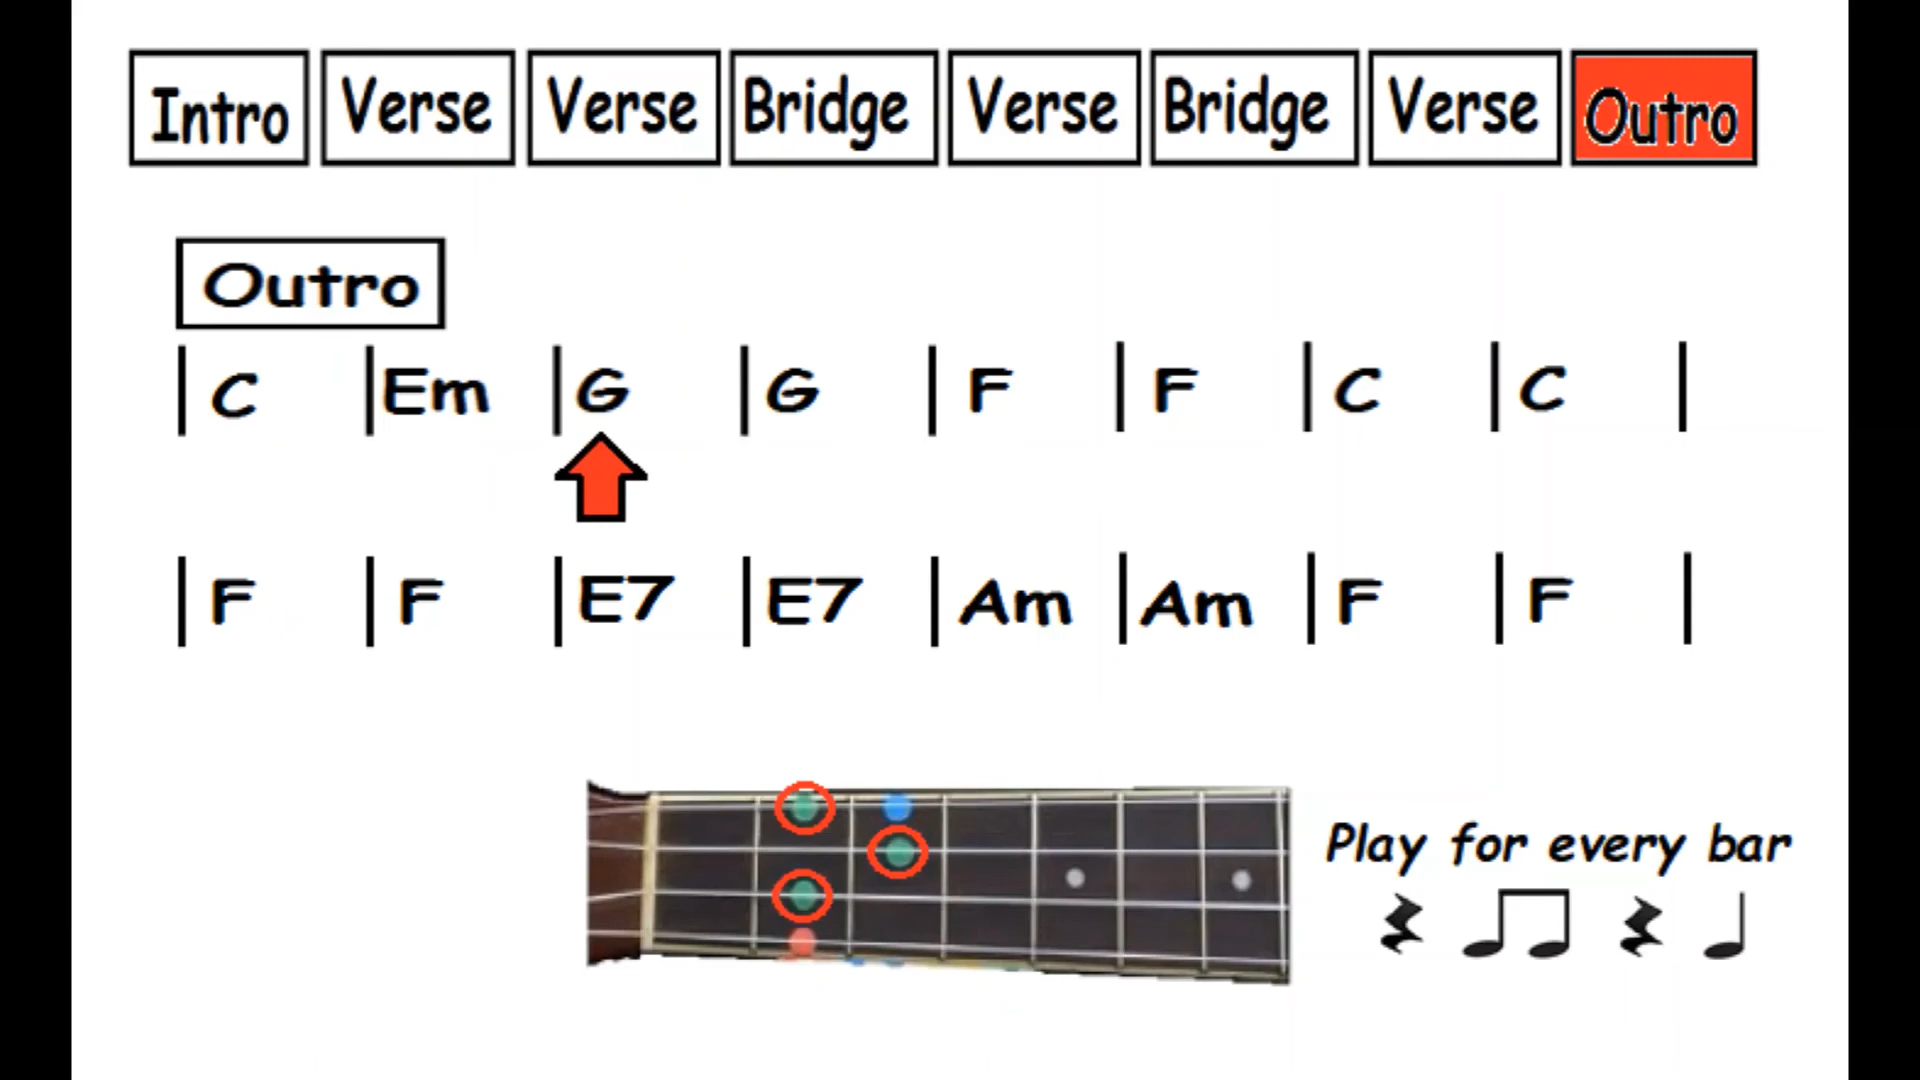 Intro Verse Verse Bridge Verse Bridge Verse Outro
Outro
| C | Em | G | G | F | F | C | C |
| F | F | E7 | E7 | Am | Am | F | F |
Play for every bar